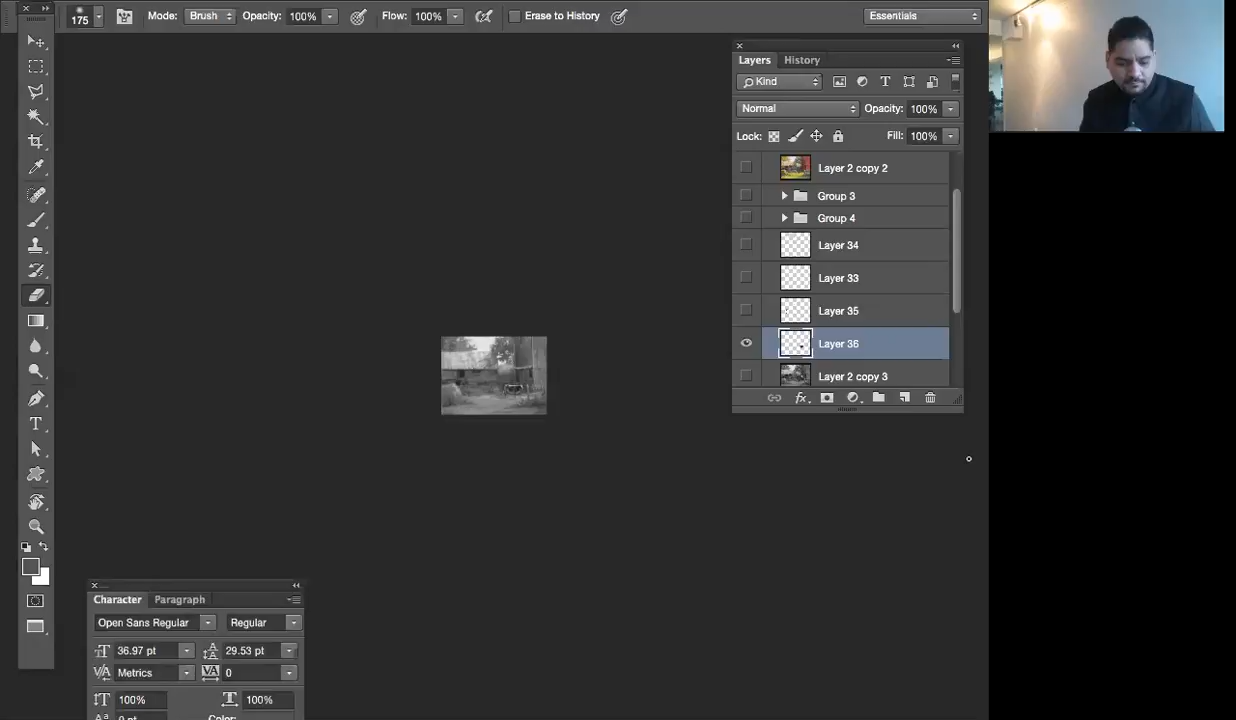 175 Mode: Brush Opacity: 100% Flow: 100% Erase to History Essentials
Layers History
Kind
Normal Opacity: 100%
Lock: Fill: 100%
Layer 2 copy 2
Group 3
Group 4
Layer 34
Layer 33
Layer 35
Layer 36
Layer 2 copy 3
fx
Character Paragraph
Open Sans Regular Regular
36.97 pt 29.53 pt
Metrics 0
100% 100%
0 pt Color: